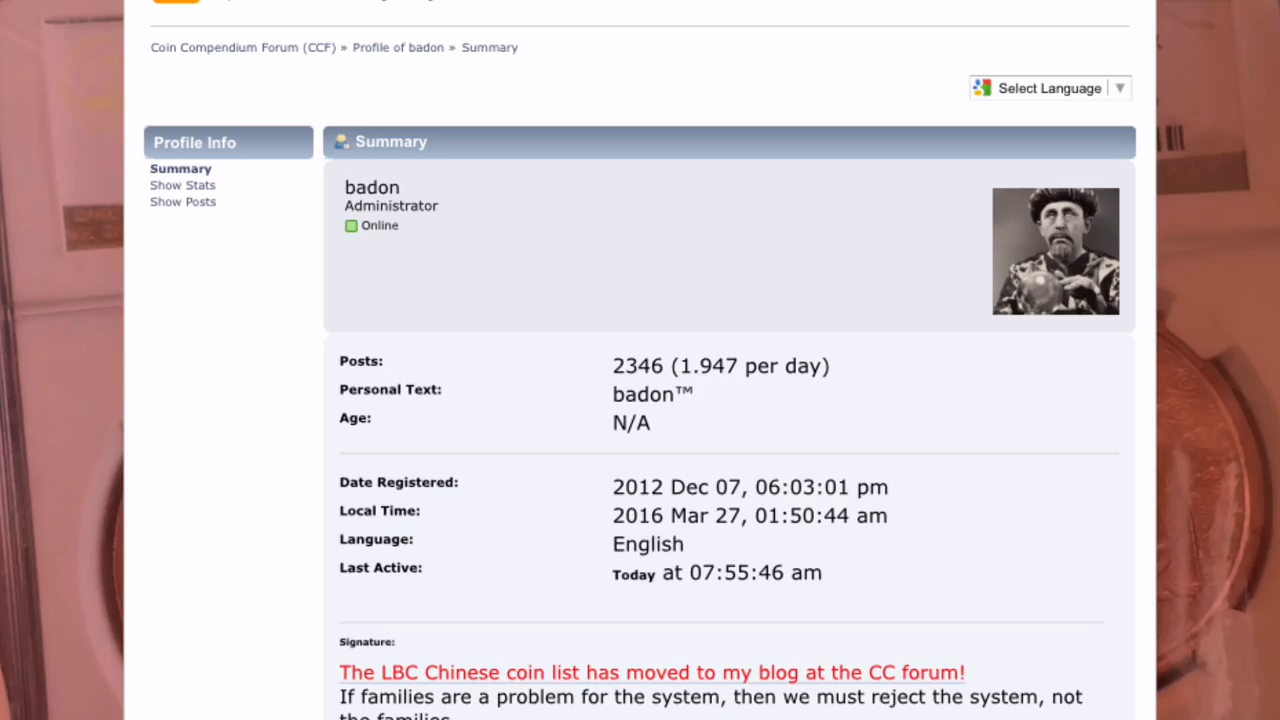 Coin Compendium Forum (CCF) » Profile of badon » Summary
Select Language ▼
Profile Info
Summary
Show Stats
Show Posts
Summary
badon
Administrator
Online
Posts: 2346 (1.947 per day)
Personal Text: badon™
Age: N/A
Date Registered: 2012 Dec 07, 06:03:01 pm
Local Time: 2016 Mar 27, 01:50:44 am
Language: English
Last Active: Today at 07:55:46 am
Signature:
The LBC Chinese coin list has moved to my blog at the CC forum!
If families are a problem for the system, then we must reject the system, not
the families